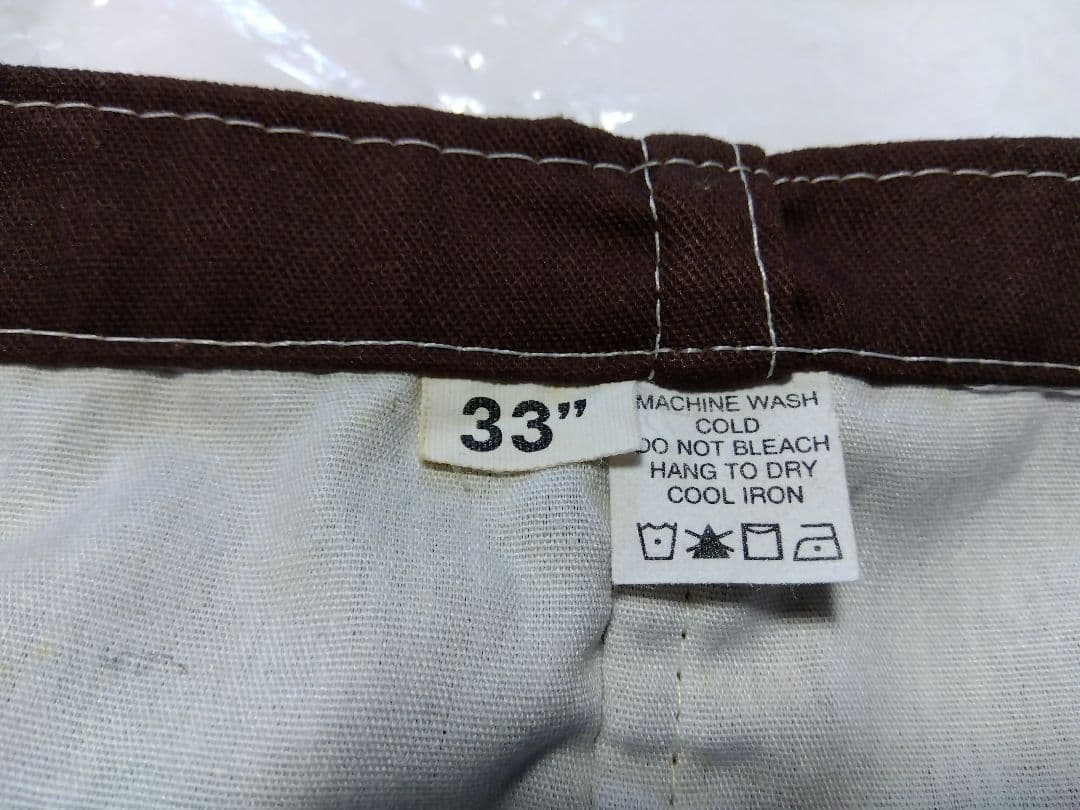 33”
MACHINE WASH
COLD
DO NOT BLEACH
HANG TO DRY
COOL IRON